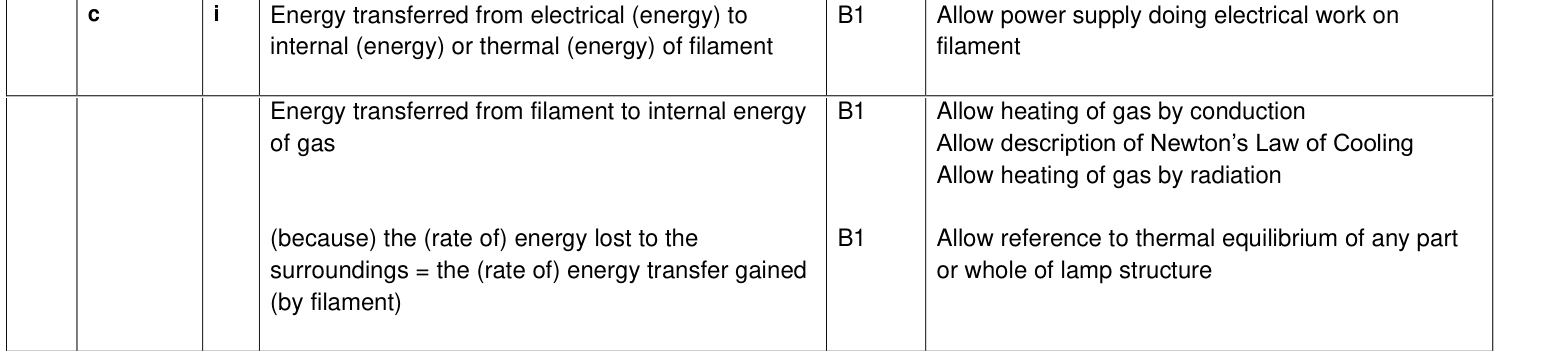 c i Energy transferred from electrical (energy) to B1 Allow power supply doing electrical work on
internal (energy) or thermal (energy) of filament filament
Energy transferred from filament to internal energy B1 Allow heating of gas by conduction
of gas Allow description of Newton’s Law of Cooling
Allow heating of gas by radiation
(because) the (rate of) energy lost to the B1 Allow reference to thermal equilibrium of any part
surroundings = the (rate of) energy transfer gained or whole of lamp structure
(by filament)